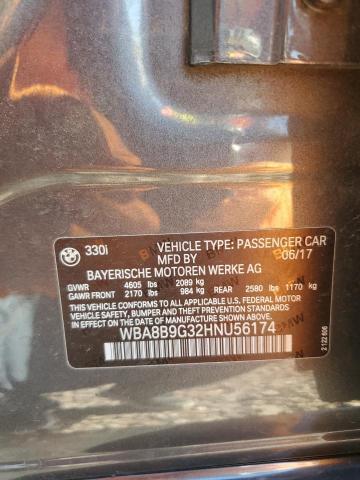 BMW 330i VEHICLE TYPE: PASSENGER CAR
MFD BY 06/17
BAYERISCHE MOTOREN WERKE AG
GVWR 4605 lbs 2089 kg
GAWR FRONT 2170 lbs 984 kg REAR 2580 lbs 1170 kg
THIS VEHICLE CONFORMS TO ALL APPLICABLE U.S. FEDERAL MOTOR
VEHICLE SAFETY, BUMPER AND THEFT PREVENTION STANDARDS IN
EFFECT ON THE DATE OF MANUFACTURE SHOWN ABOVE.
WBA8B9G32HNU56174